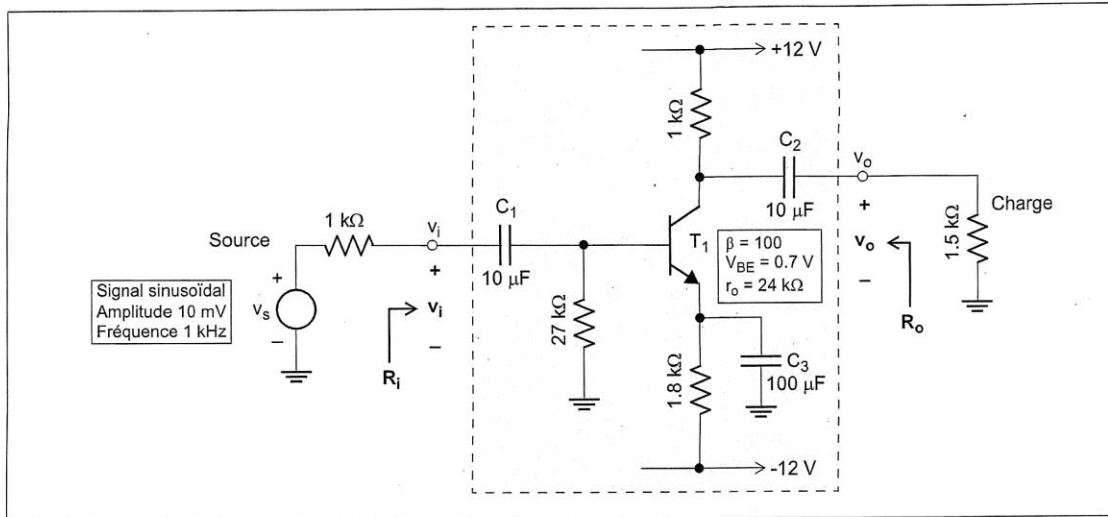 +12 V
1 kΩ
C₂
10 µF
vₒ
+
vₒ
–
Rₒ
Charge
1.5 kΩ
Source
1 kΩ
vᵢ
C₁
10 µF
+
vᵢ
–
Rᵢ
Signal sinusoïdal
Amplitude 10 mV
Fréquence 1 kHz
+
vₛ
–
27 kΩ
T₁
β = 100
V_BE = 0.7 V
rₒ = 24 kΩ
1.8 kΩ
C₃
100 µF
-12 V